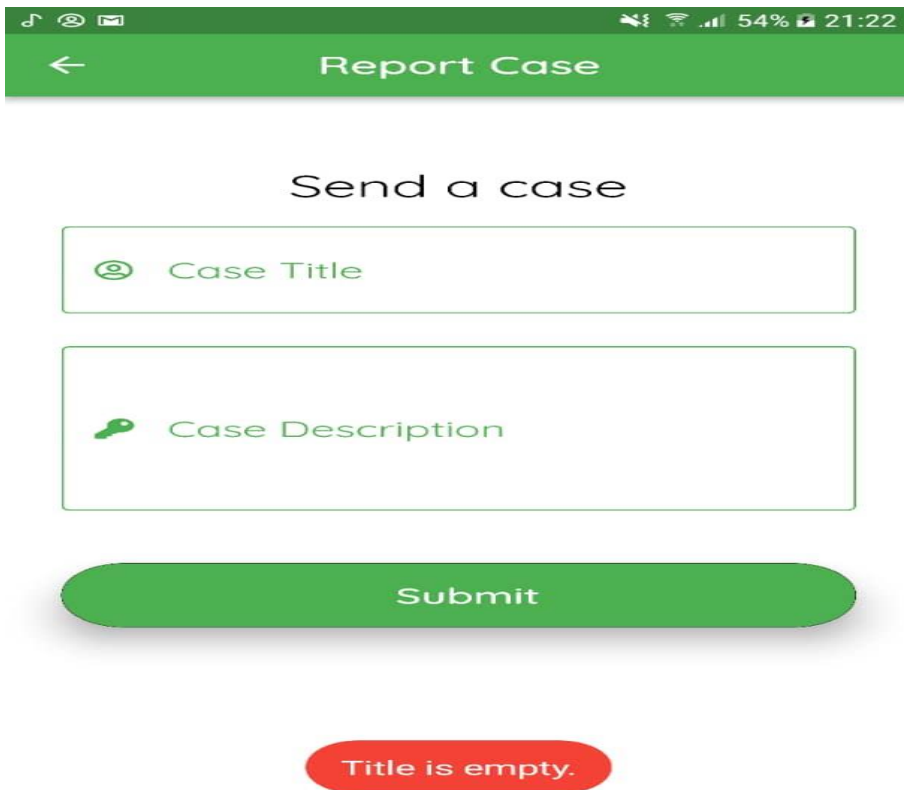 54% 21:22
Report Case
Send a case
Case Title
Case Description
Submit
Title is empty.